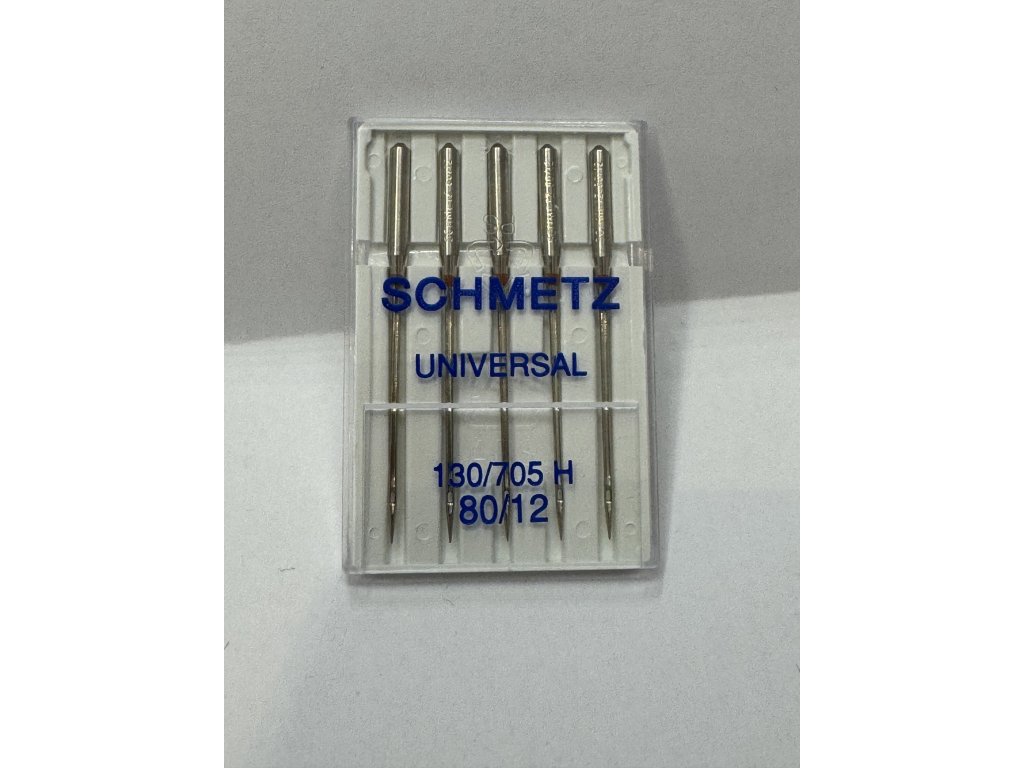 SCHMETZ
UNIVERSAL
130/705 H
80/12